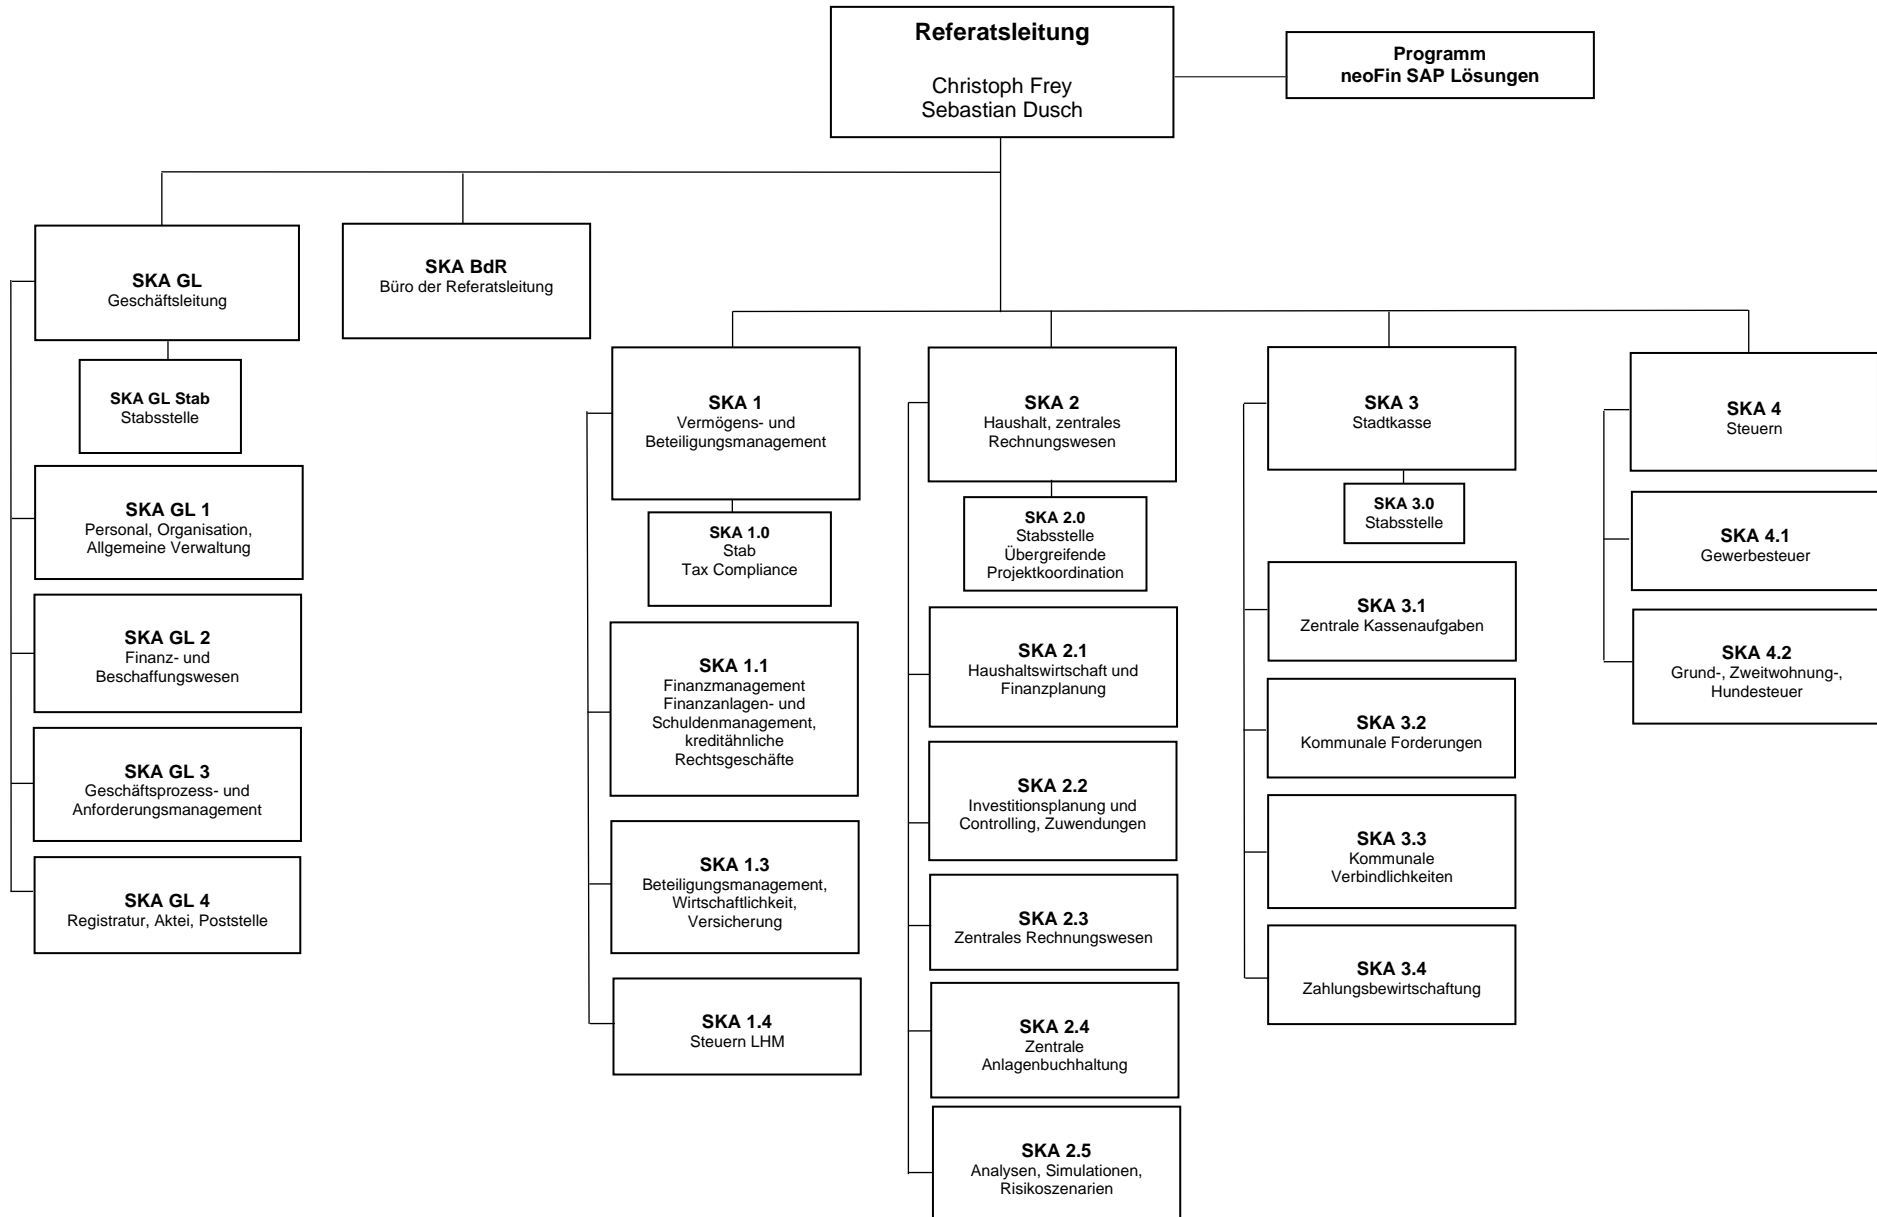 Referatsleitung
Christoph Frey
Sebastian Dusch
Programm
neoFin SAP Lösungen
SKA GL
Geschäftsleitung
SKA BdR
Büro der Referatsleitung
SKA GL Stab
Stabsstelle
SKA GL 1
Personal, Organisation,
Allgemeine Verwaltung
SKA GL 2
Finanz- und
Beschaffungswesen
SKA GL 3
Geschäftsprozess- und
Anforderungsmanagement
SKA GL 4
Registratur, Aktei, Poststelle
SKA 1
Vermögens- und
Beteiligungsmanagement
SKA 1.0
Stab
Tax Compliance
SKA 1.1
Finanzmanagement
Finanzanlagen- und
Schuldenmanagement,
kreditähnliche
Rechtsgeschäfte
SKA 1.3
Beteiligungsmanagement,
Wirtschaftlichkeit,
Versicherung
SKA 1.4
Steuern LHM
SKA 2
Haushalt, zentrales
Rechnungswesen
SKA 2.0
Stabsstelle
Übergreifende
Projektkoordination
SKA 2.1
Haushaltswirtschaft und
Finanzplanung
SKA 2.2
Investitionsplanung und
Controlling, Zuwendungen
SKA 2.3
Zentrales Rechnungswesen
SKA 2.4
Zentrale
Anlagenbuchhaltung
SKA 2.5
Analysen, Simulationen,
Risikoszenarien
SKA 3
Stadtkasse
SKA 3.0
Stabsstelle
SKA 3.1
Zentrale Kassenaufgaben
SKA 3.2
Kommunale Forderungen
SKA 3.3
Kommunale
Verbindlichkeiten
SKA 3.4
Zahlungsbewirtschaftung
SKA 4
Steuern
SKA 4.1
Gewerbesteuer
SKA 4.2
Grund-, Zweitwohnung-,
Hundesteuer